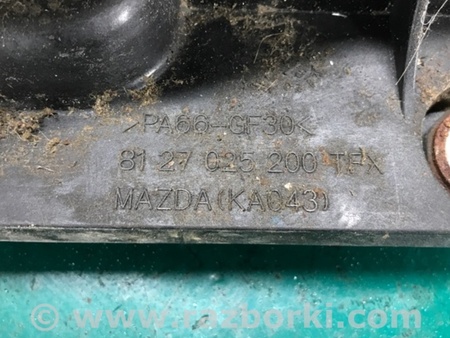 >PA66-GF30<
81 27 025 200 TFX
MAZDA(KA043)
© www.razborki.com